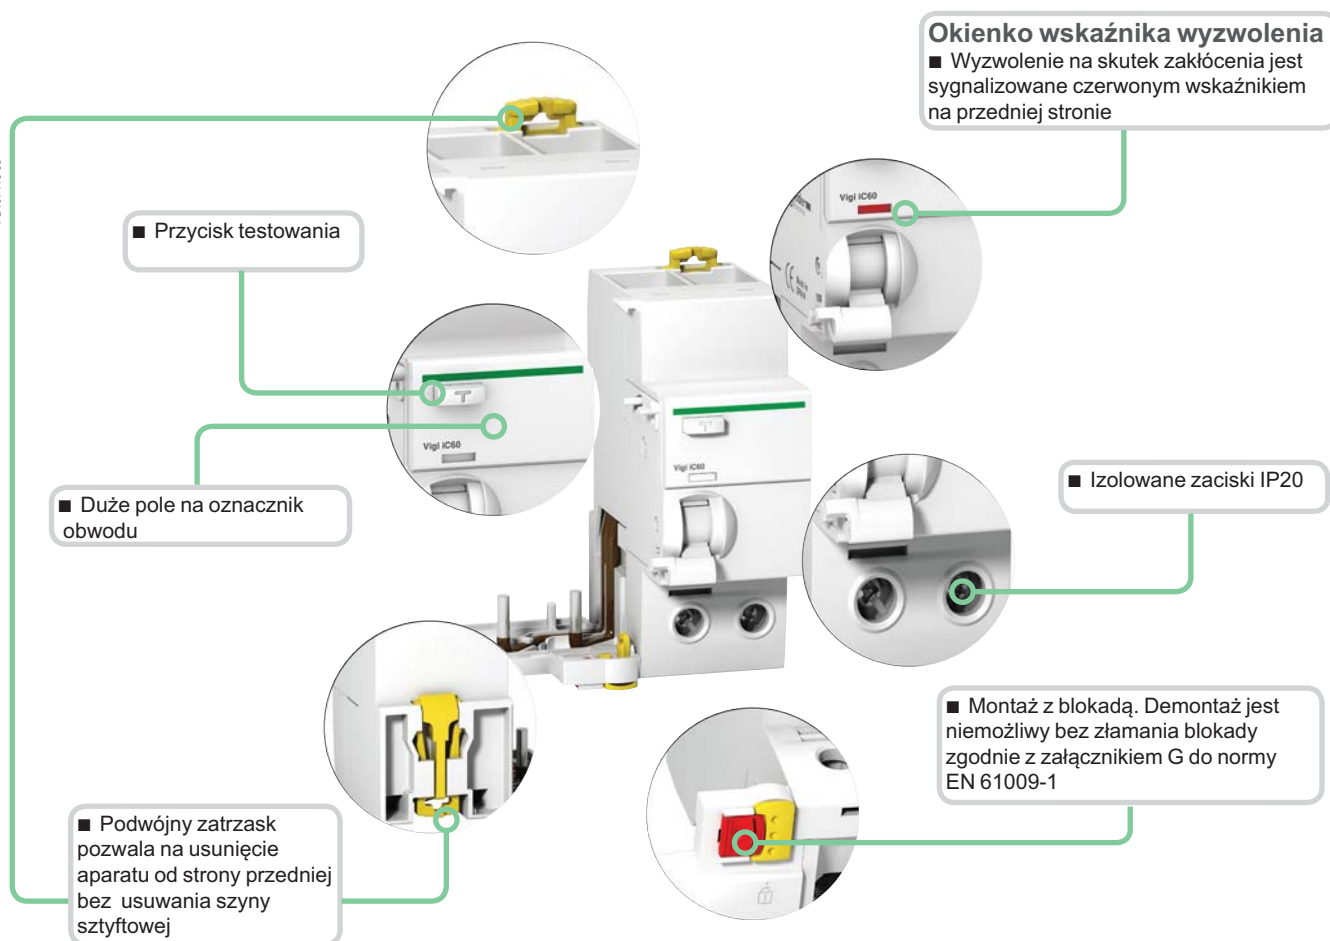 Okienko wskaźnika wyzwolenia
■ Wyzwolenie na skutek zakłócenia jest
sygnalizowane czerwonym wskaźnikiem
na przedniej stronie
■ Przycisk testowania
Vigi iC60
T
Vigi iC60
T
Vigi iC60
■ Duże pole na oznacznik
obwodu
■ Izolowane zaciski IP20
■ Montaż z blokadą. Demontaż jest
niemożliwy bez złamania blokady
zgodnie z załącznikiem G do normy
EN 61009-1
■ Podwójny zatrzask
pozwala na usunięcie
aparatu od strony przedniej
bez usuwania szyny
sztyftowej